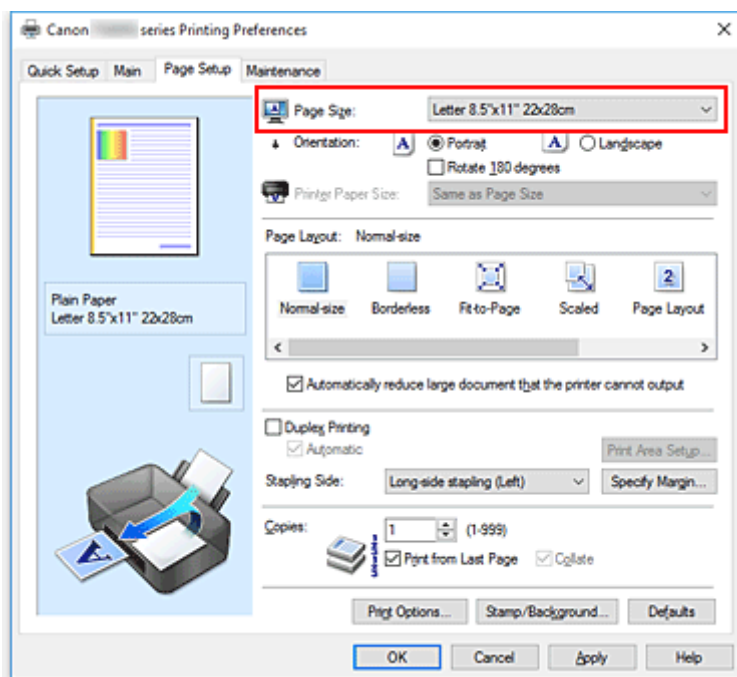 Canon series Printing Preferences
Quick Setup Main Page Setup Maintenance
Page Size: Letter 8.5"x11" 22x28cm
Orientation: A Portrait A Landscape
Rotate 180 degrees
Printer Paper Size: Same as Page Size
Page Layout: Normal-size
2
Normal-size Borderless Fit-to-Page Scaled Page Layout
Automatically reduce large document that the printer cannot output
Plain Paper
Letter 8.5"x11" 22x28cm
Duplex Printing
Automatic
Print Area Setup...
Stapling Side: Long-side stapling (Left) Specify Margin...
Copies: 1 (1-999)
Print from Last Page Collate
A
Print Options... Stamp/Background... Defaults
OK Cancel Apply Help